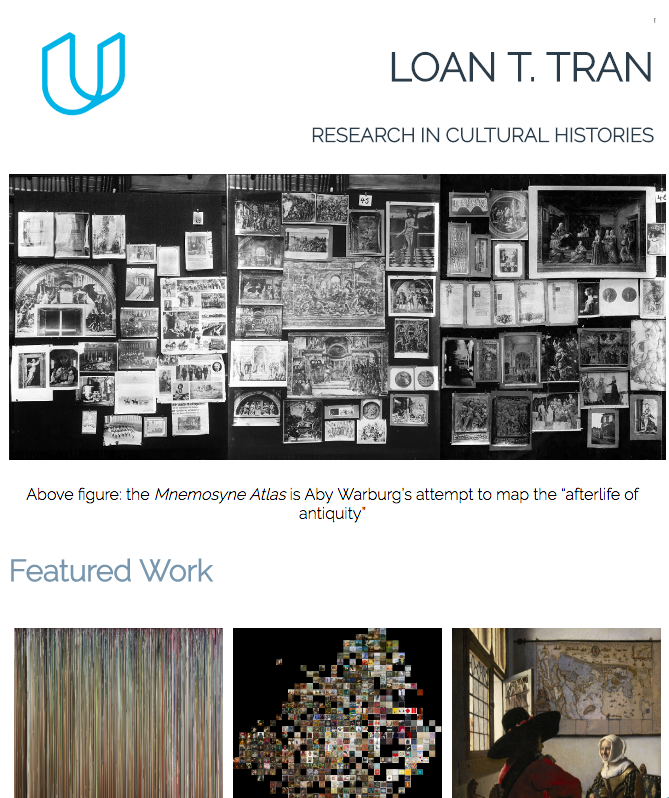 LOAN T. TRAN
RESEARCH IN CULTURAL HISTORIES
45
Above figure: the Mnemosyne Atlas is Aby Warburg’s attempt to map the “afterlife of
antiquity”
Featured Work